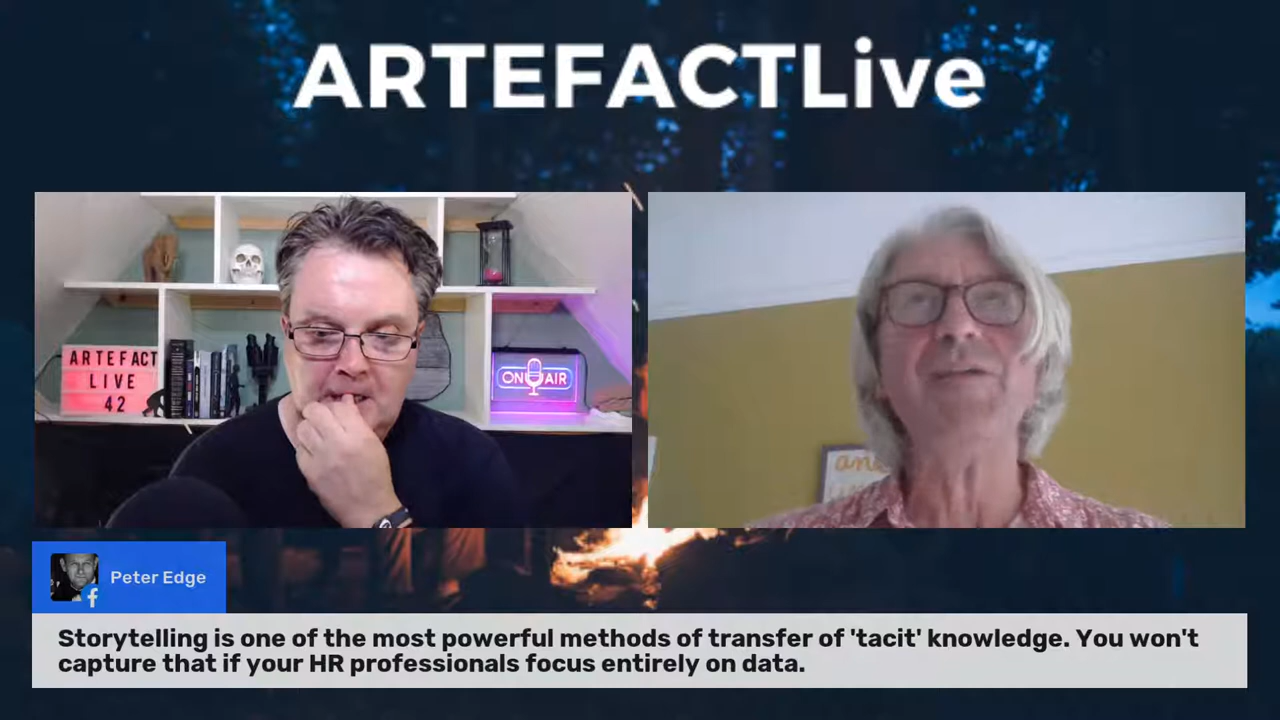 ARTEFACTLive
ARTEFACT
LIVE
42
ON AIR
and
Peter Edge
Storytelling is one of the most powerful methods of transfer of 'tacit' knowledge. You won't
capture that if your HR professionals focus entirely on data.